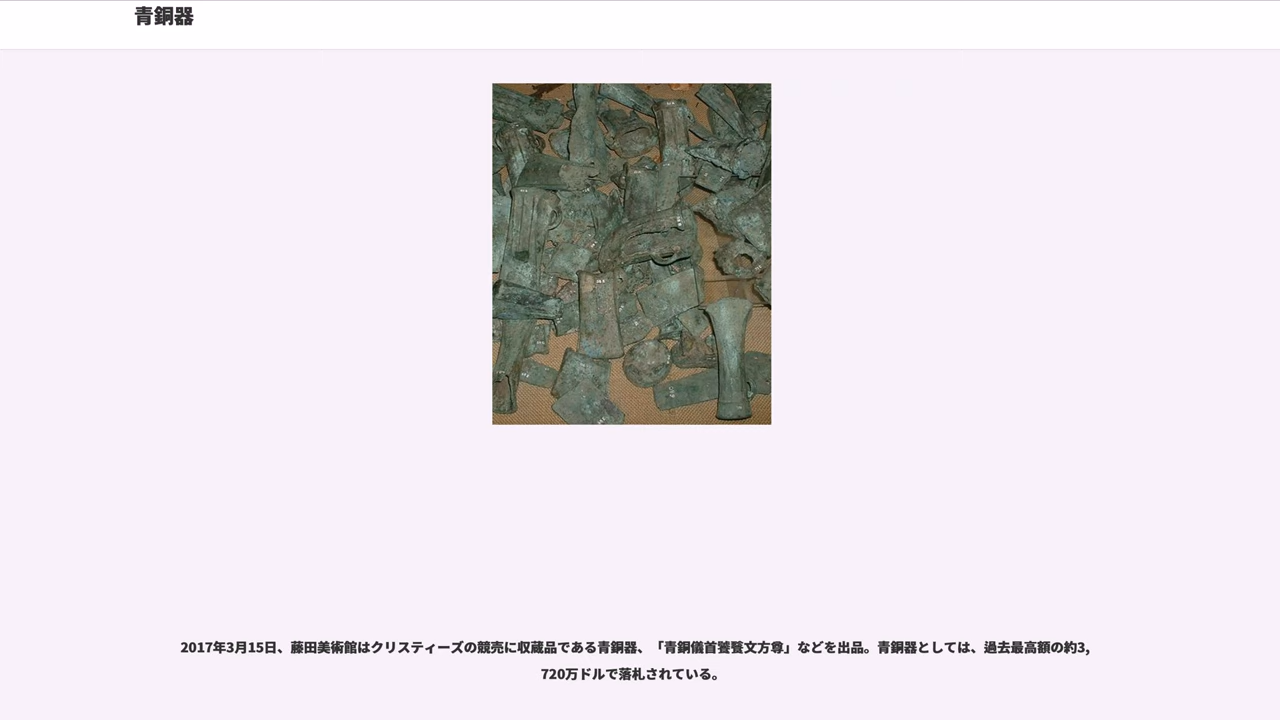 青銅器
2017年3月15日、藤田美術館はクリスティーズの競売に収蔵品である青銅器、「青銅儀首饕餮文方尊」などを出品。青銅器としては、過去最高額の約3,
720万ドルで落札されている。